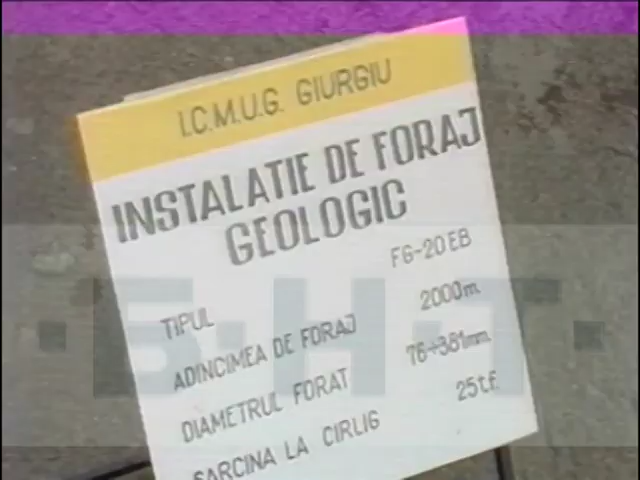 I.C.M.U.G. GIURGIU
INSTALATIE DE FORAJ
GEOLOGIC
TIPUL FG-20EB
ADINCIMEA DE FORAJ 2000m
DIAMETRUL FORAT 76÷381mm
SARCINA LA CIRLIG 25t.f.